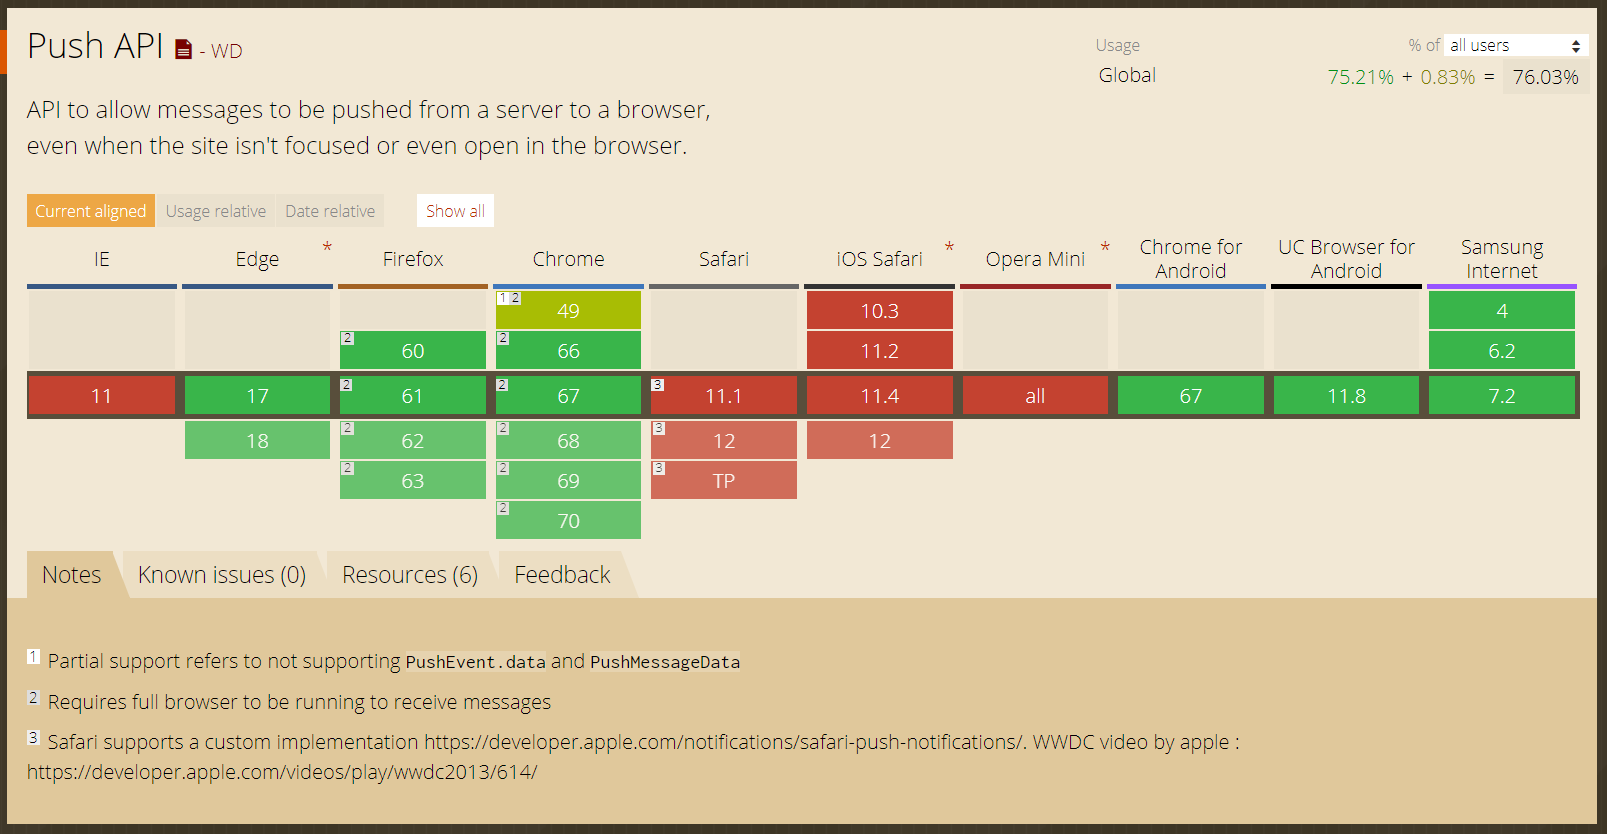 Push API - WD
Usage % of all users
Global 75.21% + 0.83% = 76.03%
API to allow messages to be pushed from a server to a browser,
even when the site isn't focused or even open in the browser.
Current aligned Usage relative Date relative Show all
IE Edge * Firefox Chrome Safari iOS Safari * Opera Mini * Chrome for Android UC Browser for Android Samsung Internet
1 2 49 10.3 4
2 60 2 66 11.2 6.2
11 17 2 61 2 67 3 11.1 11.4 all 67 11.8 7.2
18 2 62 2 68 3 12 12
2 63 2 69 3 TP
2 70
Notes Known issues (0) Resources (6) Feedback
1 Partial support refers to not supporting PushEvent.data and PushMessageData
2 Requires full browser to be running to receive messages
3 Safari supports a custom implementation https://developer.apple.com/notifications/safari-push-notifications/. WWDC video by apple :
https://developer.apple.com/videos/play/wwdc2013/614/